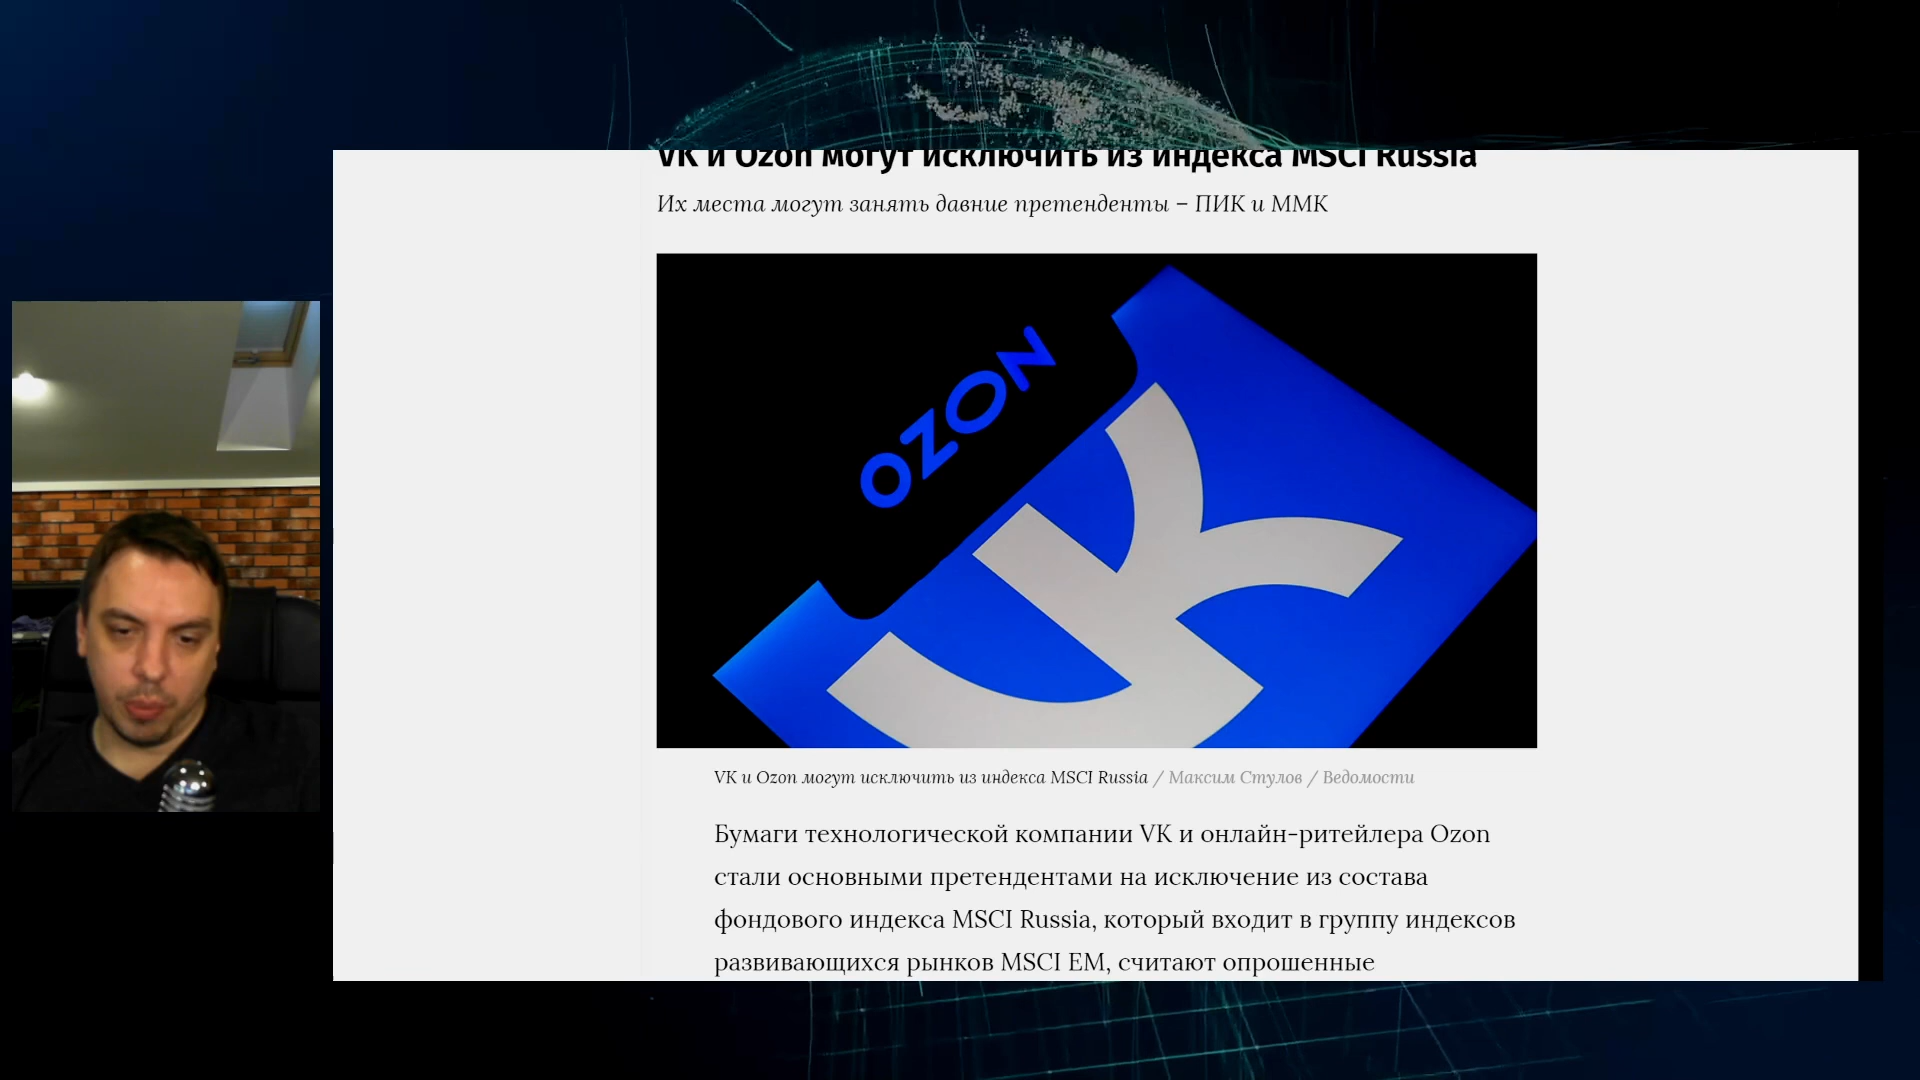 VK и Ozon могут исключить из индекса MSCI Russia
Их места могут занять давние претенденты – ПИК и ММК
OZON
VK и Ozon могут исключить из индекса MSCI Russia / Максим Стулов / Ведомости
Бумаги технологической компании VK и онлайн-ритейлера Ozon
стали основными претендентами на исключение из состава
фондового индекса MSCI Russia, который входит в группу индексов
развивающихся рынков MSCI EM, считают опрошенные